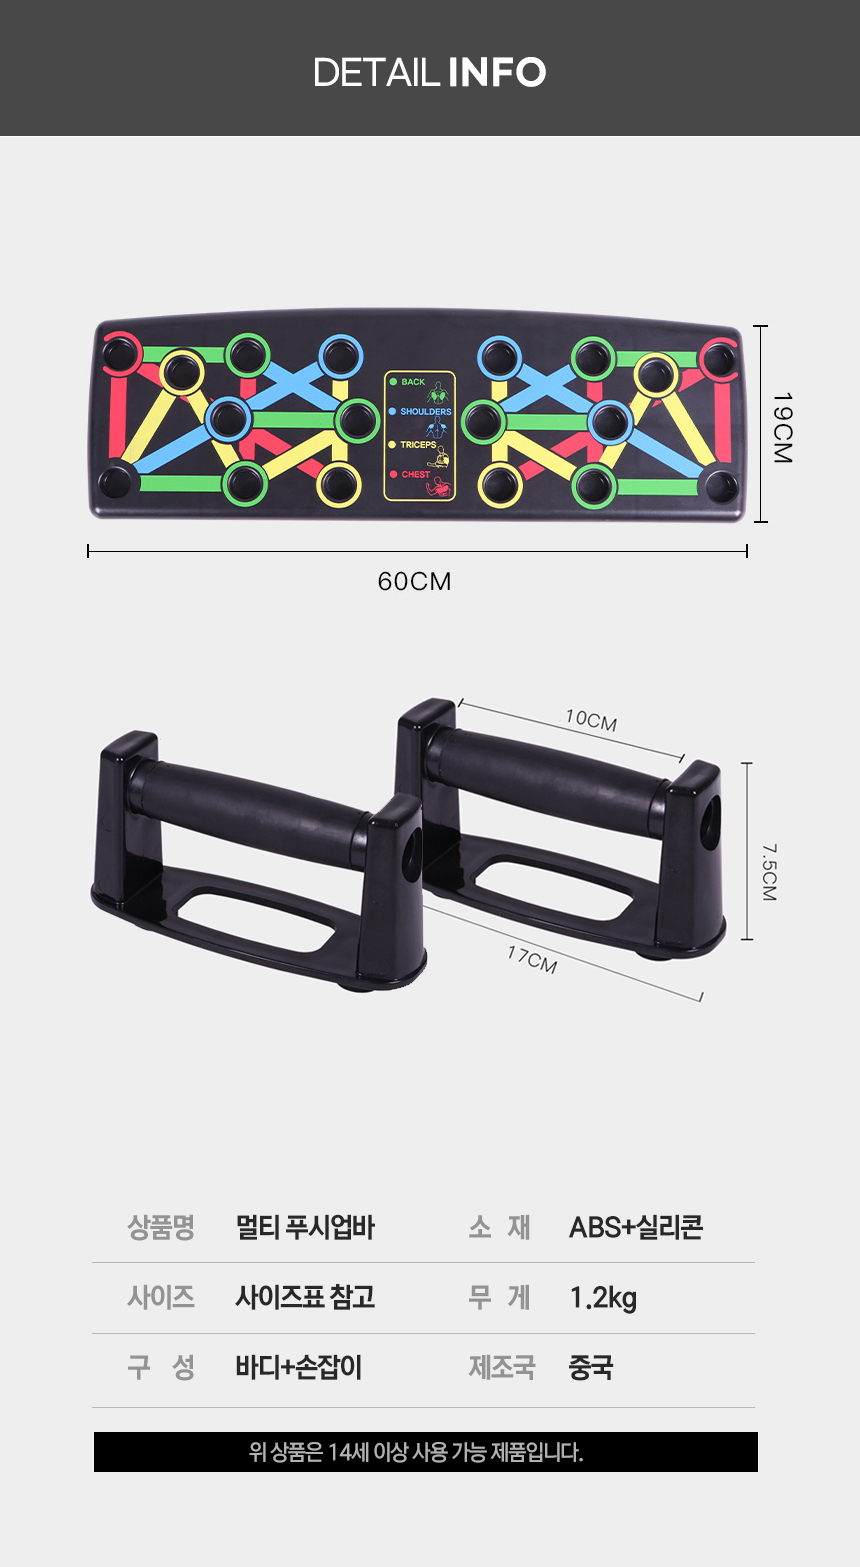 DETAIL INFO
BACK
SHOULDERS
TRICEPS
CHEST
19CM
60CM
10CM
7.5CM
17CM
상품명 멀티 푸시업바 소 재 ABS+실리콘
사이즈 사이즈표 참고 무 게 1.2kg
구 성 바디+손잡이 제조국 중국
위 상품은 14세 이상 사용 가능 제품입니다.